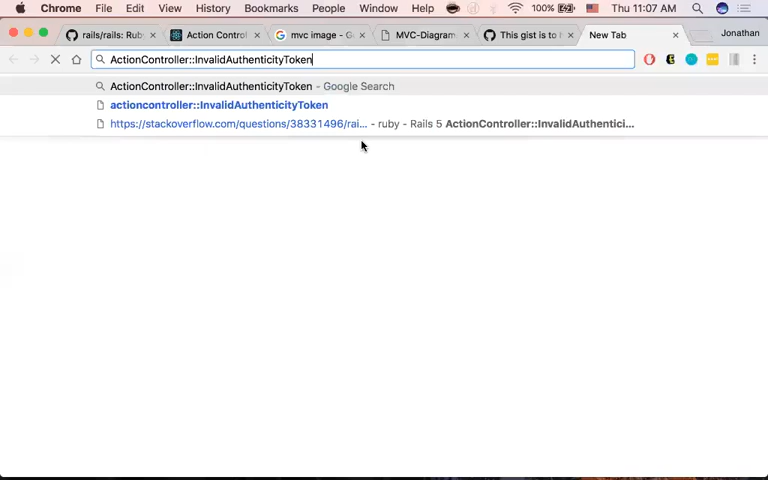 Chrome File Edit View History Bookmarks People Window Help 100% Thu 11:07 AM
rails/rails: Rub Action Control mvc image - G MVC-Diagram This gist is to New Tab Jonathan
ActionController::InvalidAuthenticityToken
ActionController::InvalidAuthenticityToken - Google Search
actioncontroller::InvalidAuthenticityToken
https://stackoverflow.com/questions/38331496/rai... - ruby - Rails 5 ActionController::InvalidAuthentici...